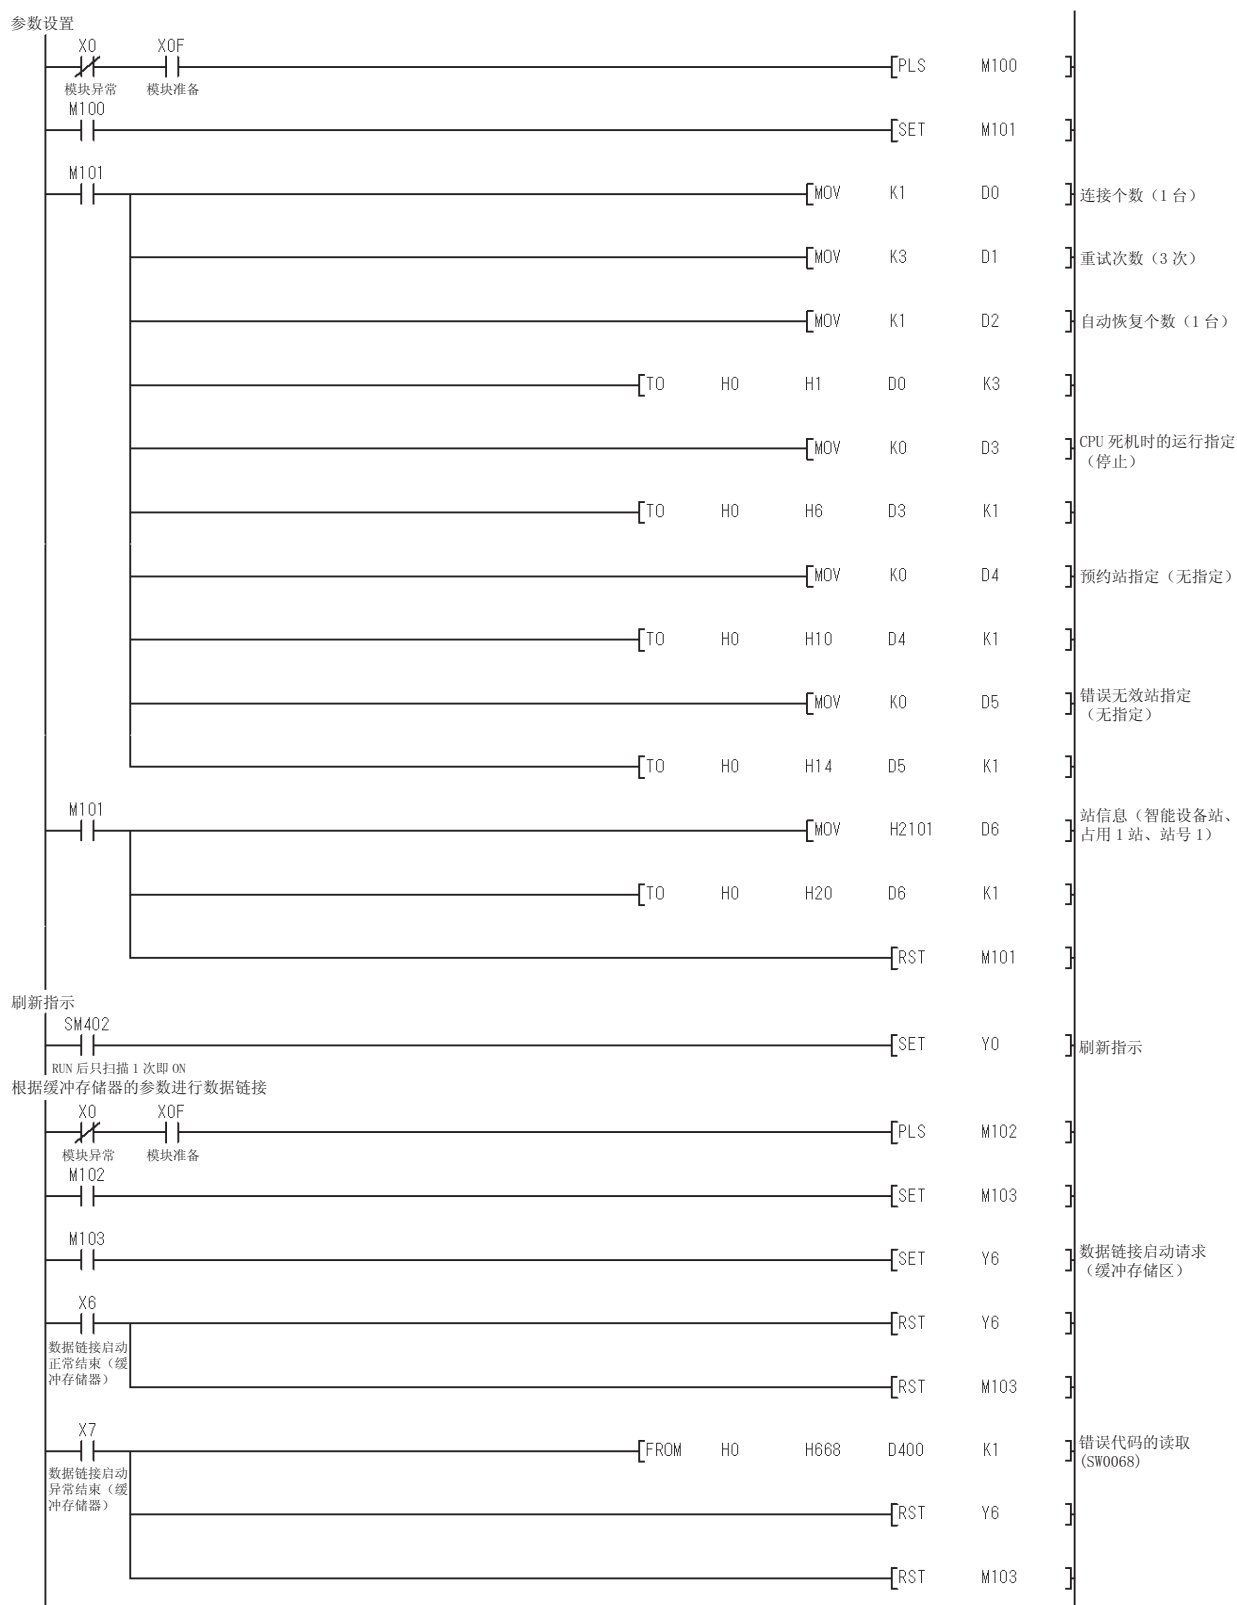 参数设置
X0 X0F
[PLS M100 ]
模块异常 模块准备
M100
[SET M101 ]
M101
[MOV K1 D0 ] 连接个数（1 台）
[MOV K3 D1 ] 重试次数（3 次）
[MOV K1 D2 ] 自动恢复个数（1 台）
[TO H0 H1 D0 K3 ]
[MOV K0 D3 ] CPU 死机时的运行指定
（停止）
[TO H0 H6 D3 K1 ]
[MOV K0 D4 ] 预约站指定（无指定）
[TO H0 H10 D4 K1 ]
[MOV K0 D5 ] 错误无效站指定
（无指定）
[TO H0 H14 D5 K1 ]
M101
[MOV H2101 D6 ] 站信息（智能设备站、
占用 1 站、站号 1）
[TO H0 H20 D6 K1 ]
[RST M101 ]
刷新指示
SM402
[SET Y0 ] 刷新指示
RUN 后只扫描 1 次即 ON
根据缓冲存储器的参数进行数据链接
X0 X0F
[PLS M102 ]
模块异常 模块准备
M102
[SET M103 ]
M103
[SET Y6 ] 数据链接启动请求
（缓冲存储区）
X6
[RST Y6 ]
数据链接启动
正常结束（缓
冲存储器）
[RST M103 ]
X7
[FROM H0 H668 D400 K1 ] 错误代码的读取
(SW0068)
数据链接启动
异常结束（缓
冲存储器）
[RST Y6 ]
[RST M103 ]